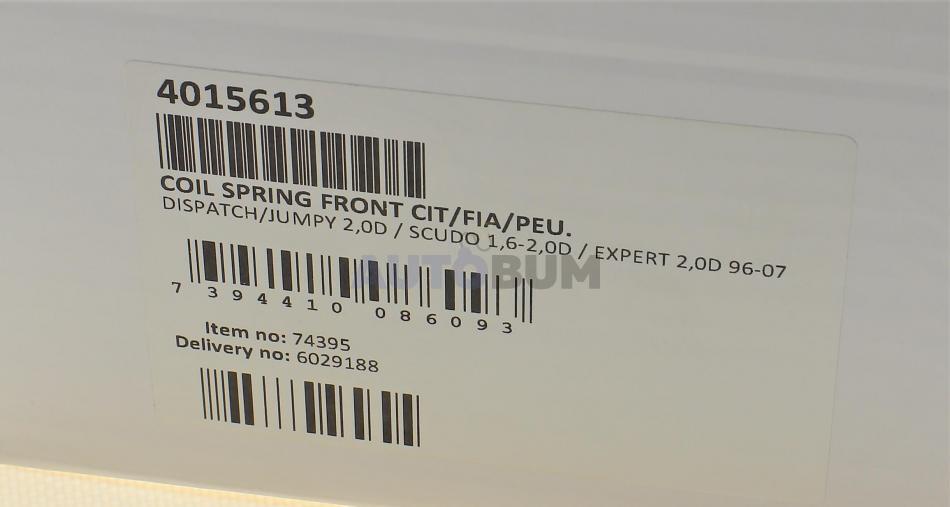 4015613
COIL SPRING FRONT CIT/FIA/PEU.
DISPATCH/JUMPY 2,0D / SCUDO 1,6-2,0D / EXPERT 2,0D 96-07
AUTOBUM
7 394410 086093
Item no: 74395
Delivery no: 6029188